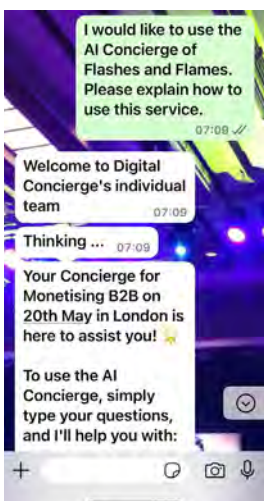 I would like to use the
AI Concierge of
Flashes and Flames.
Please explain how to
use this service.
07:09
Welcome to Digital
Concierge's individual
team
07:09
Thinking ... 07:09
Your Concierge for
Monetising B2B on
20th May in London is
here to assist you! 🌟
To use the AI
Concierge, simply
type your questions,
and I'll help you with: